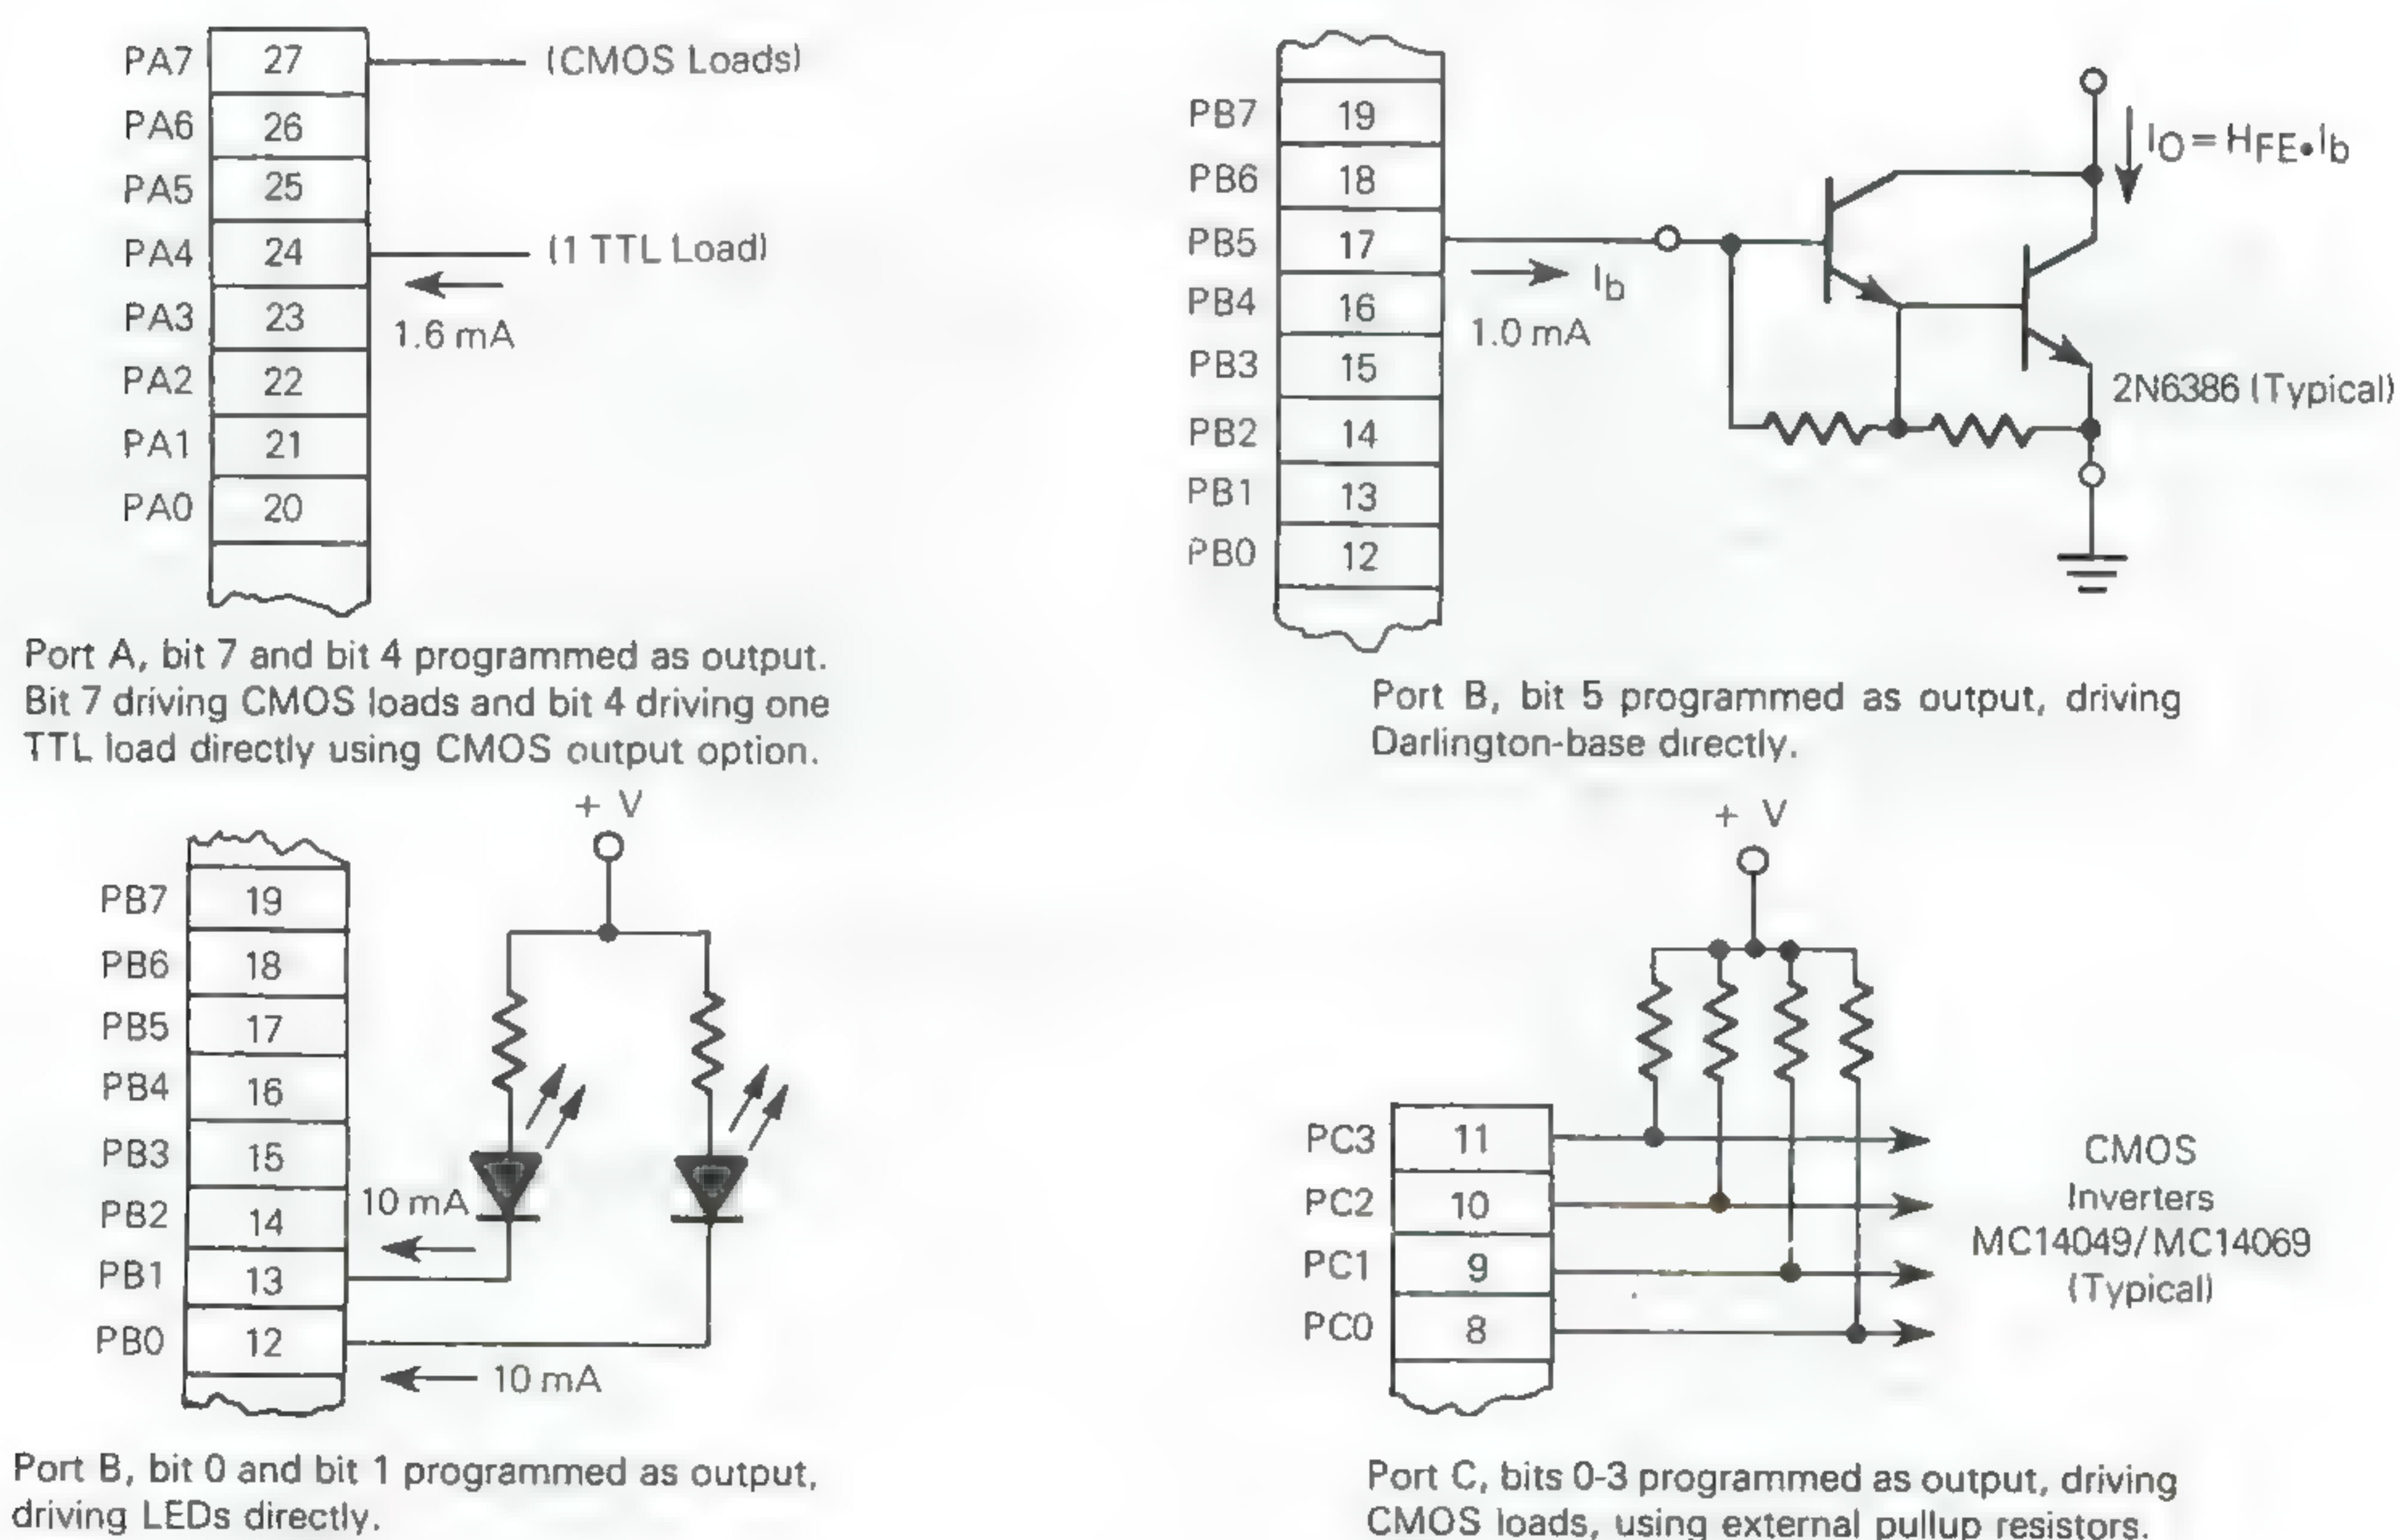 PA7 27 (CMOS Loads)
PA6 26
PA5 25
PA4 24 (1 TTL Load)
PA3 23 1.6 mA
PA2 22
PA1 21
PA0 20
Port A, bit 7 and bit 4 programmed as output.
Bit 7 driving CMOS loads and bit 4 driving one
TTL load directly using CMOS output option.
PB7 19 IO = HFE•Ib
PB6 18
PB5 17
PB4 16 Ib
1.0 mA
PB3 15
2N6386 (Typical)
PB2 14
PB1 13
PB0 12
Port B, bit 5 programmed as output, driving
Darlington-base directly.
+ V
PB7 19
PB6 18
PB5 17
PB4 16
PB3 15
PB2 14 10 mA
PB1 13
PB0 12
10 mA
Port B, bit 0 and bit 1 programmed as output,
driving LEDs directly.
+ V
PC3 11
PC2 10
PC1 9
PC0 8
CMOS
Inverters
MC14049/MC14069
(Typical)
Port C, bits 0-3 programmed as output, driving
CMOS loads, using external pullup resistors.